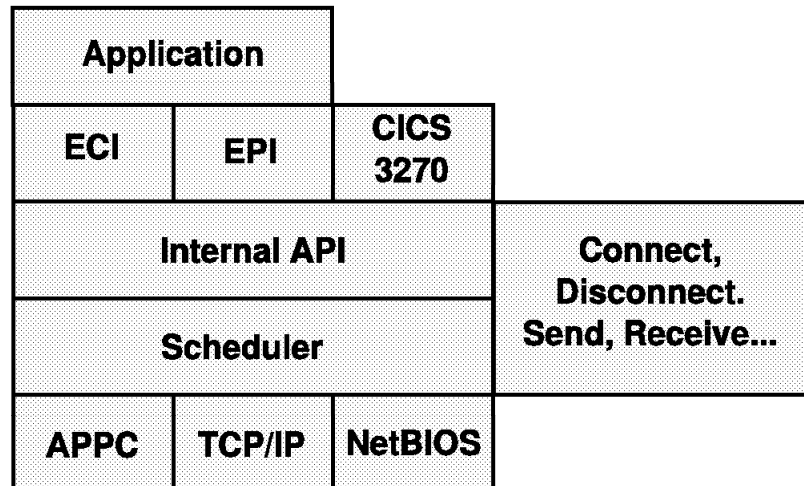 Application
ECI
EPI
CICS
3270
Internal API
Connect,
Disconnect.
Send, Receive...
Scheduler
APPC
TCP/IP
NetBIOS